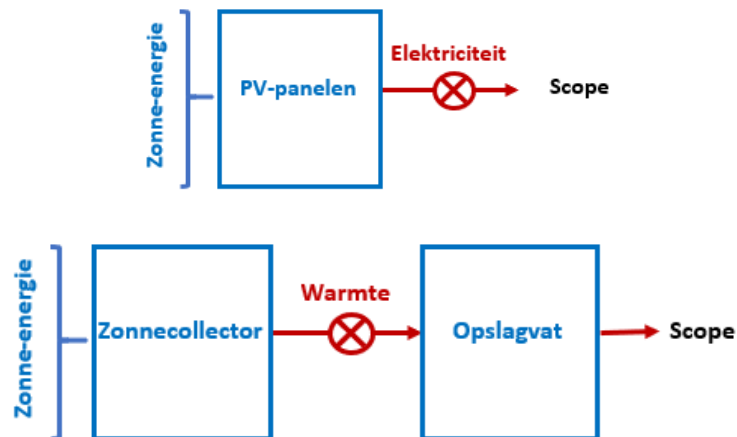 Zonne-energie
PV-panelen
Elektriciteit
Scope
Zonne-energie
Zonnecollector
Warmte
Opslagvat
Scope